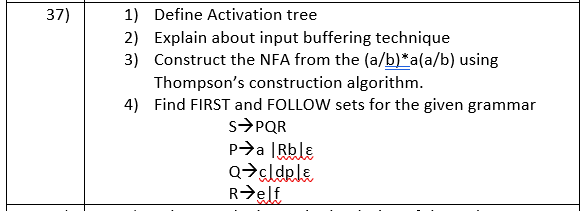 37)
1) Define Activation tree
2) Explain about input buffering technique
3) Construct the NFA from the (a/b)*a(a/b) using
Thompson's construction algorithm.
4) Find FIRST and FOLLOW sets for the given grammar
S→PQR
P→a |Rb|ε
Q→c|dp|ε
R→e|f